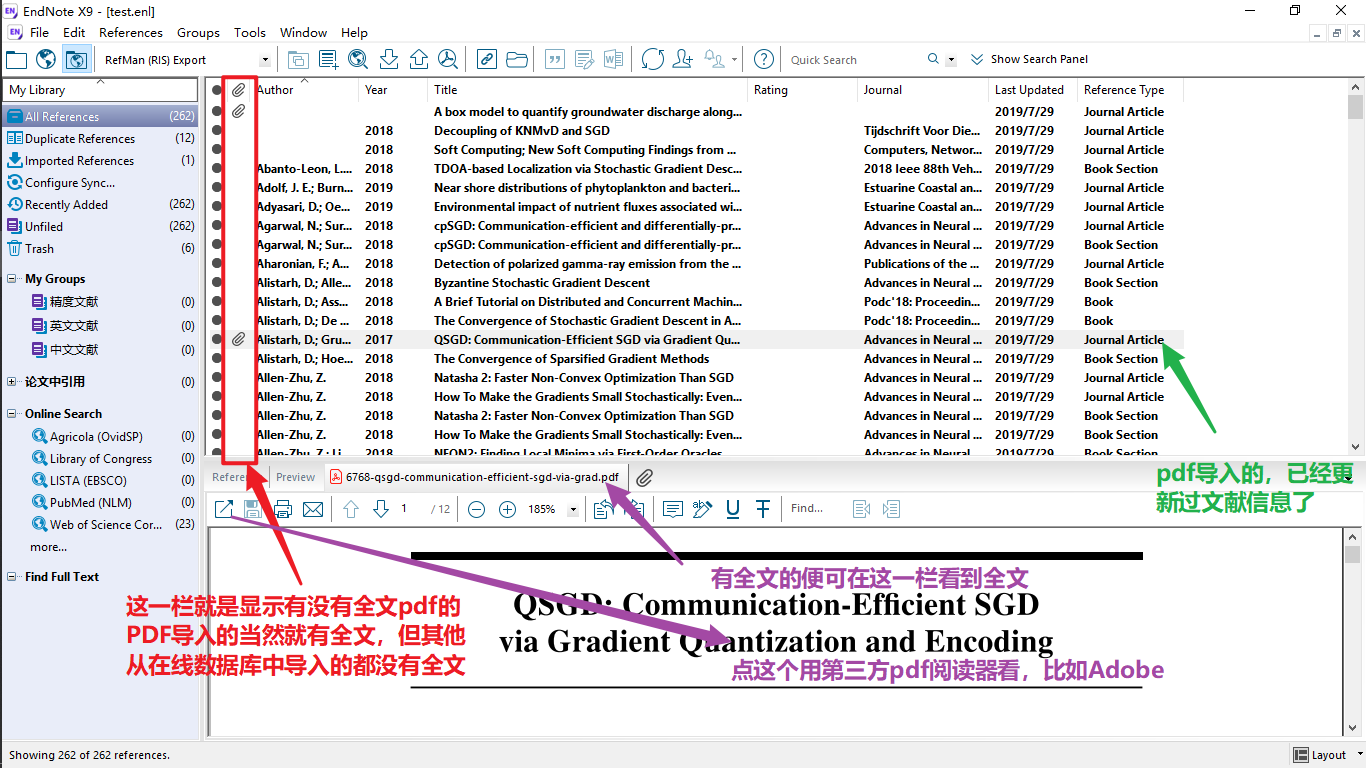 EndNote X9 - [test.enl]
File Edit References Groups Tools Window Help
RefMan (RIS) Export
Quick Search
Show Search Panel
My Library
All References (262)
Duplicate References (12)
Imported References (1)
Configure Sync...
Recently Added (262)
Unfiled (262)
Trash (6)
My Groups
精度文献 (0)
英文文献 (0)
中文文献 (0)
论文中引用 (0)
Online Search
Agricola (OvidSP) (0)
Library of Congress (0)
LISTA (EBSCO) (0)
PubMed (NLM) (0)
Web of Science Cor... (23)
more...
Find Full Text
Author Year Title Rating Journal Last Updated Reference Type
A box model to quantify groundwater discharge along... 2019/7/29 Journal Article
2018 Decoupling of KNMvD and SGD Tijdschrift Voor Die... 2019/7/29 Journal Article
2018 Soft Computing; New Soft Computing Findings from ... Computers, Networ... 2019/7/29 Journal Article
Abanto-Leon, L.... 2018 TDOA-based Localization via Stochastic Gradient Desc... 2018 Ieee 88th Veh... 2019/7/29 Book Section
Adolf, J. E.; Burn... 2019 Near shore distributions of phytoplankton and bacteri... Estuarine Coastal an... 2019/7/29 Journal Article
Adyasari, D.; Oe... 2019 Environmental impact of nutrient fluxes associated wi... Estuarine Coastal an... 2019/7/29 Journal Article
Agarwal, N.; Sur... 2018 cpSGD: Communication-efficient and differentially-pr... Advances in Neural ... 2019/7/29 Journal Article
Agarwal, N.; Sur... 2018 cpSGD: Communication-efficient and differentially-pr... Advances in Neural ... 2019/7/29 Book Section
Aharonian, F.; A... 2018 Detection of polarized gamma-ray emission from the ... Publications of the ... 2019/7/29 Journal Article
Alistarh, D.; Alle... 2018 Byzantine Stochastic Gradient Descent Advances in Neural ... 2019/7/29 Book Section
Alistarh, D.; Ass... 2018 A Brief Tutorial on Distributed and Concurrent Machin... Podc'18: Proceedin... 2019/7/29 Book
Alistarh, D.; De ... 2018 The Convergence of Stochastic Gradient Descent in A... Podc'18: Proceedin... 2019/7/29 Book
Alistarh, D.; Gru... 2017 QSGD: Communication-Efficient SGD via Gradient Qu... Advances in Neural ... 2019/7/29 Journal Article
Alistarh, D.; Hoe... 2018 The Convergence of Sparsified Gradient Methods Advances in Neural ... 2019/7/29 Book Section
Allen-Zhu, Z. 2018 Natasha 2: Faster Non-Convex Optimization Than SGD Advances in Neural ... 2019/7/29 Journal Article
Allen-Zhu, Z. 2018 How To Make the Gradients Small Stochastically: Even... Advances in Neural ... 2019/7/29 Journal Article
Allen-Zhu, Z. 2018 Natasha 2: Faster Non-Convex Optimization Than SGD Advances in Neural ... 2019/7/29 Book Section
Allen-Zhu, Z. 2018 How To Make the Gradients Small Stochastically: Even... Advances in Neural ... 2019/7/29 Book Section
Allen-Zhu, Z.; Li 2018 NEON2: Finding Local Minima via First-Order Oracles Advances in Neural ... 2019/7/29 Book Section
Preview 6768-qsgd-communication-efficient-sgd-via-grad.pdf
1 / 12 185% Find...
pdf导入的，已经更
新过文献信息了
有全文的便可在这一栏看到全文
QSGD: Communication-Efficient SGD
via Gradient Quantization and Encoding
点这个用第三方pdf阅读器看，比如Adobe
这一栏就是显示有没有全文pdf的
PDF导入的当然就有全文，但其他
从在线数据库中导入的都没有全文
Showing 262 of 262 references.
Layout